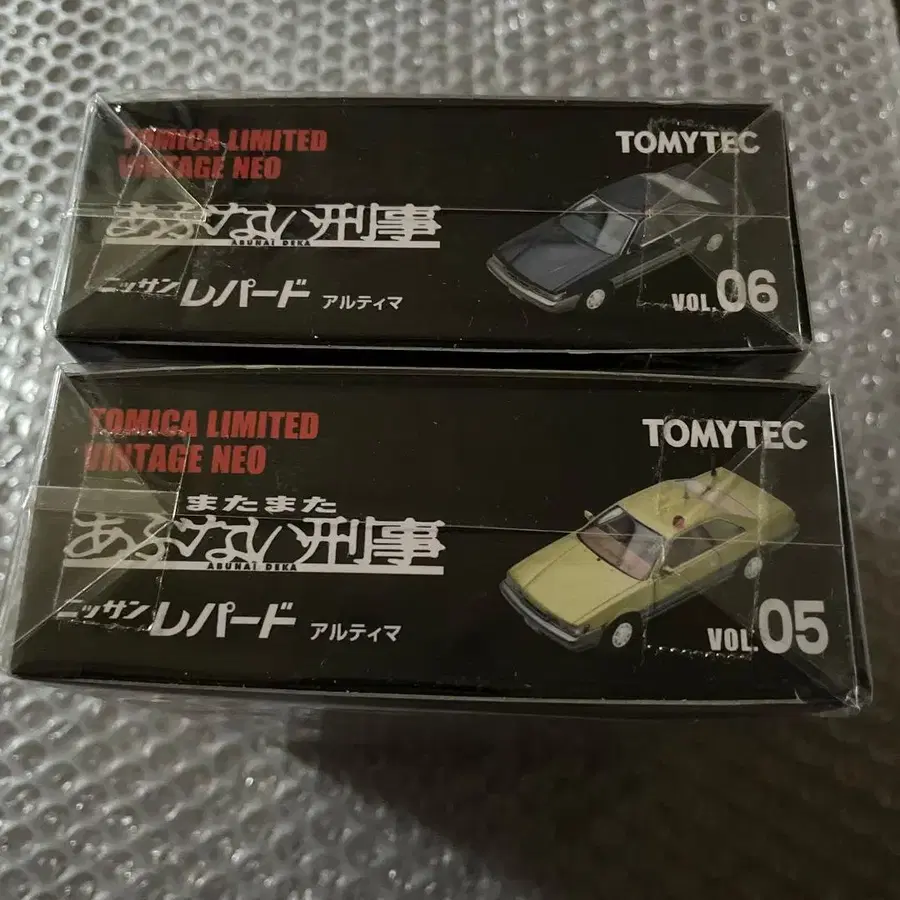 TOMICA LIMITED
VINTAGE NEO
TOMYTEC
あぶない刑事
ABUNAI DEKA
ニッサン レパード アルティマ
VOL.06
TOMICA LIMITED
VINTAGE NEO
TOMYTEC
またまた
あぶない刑事
ABUNAI DEKA
ニッサン レパード アルティマ
VOL.05